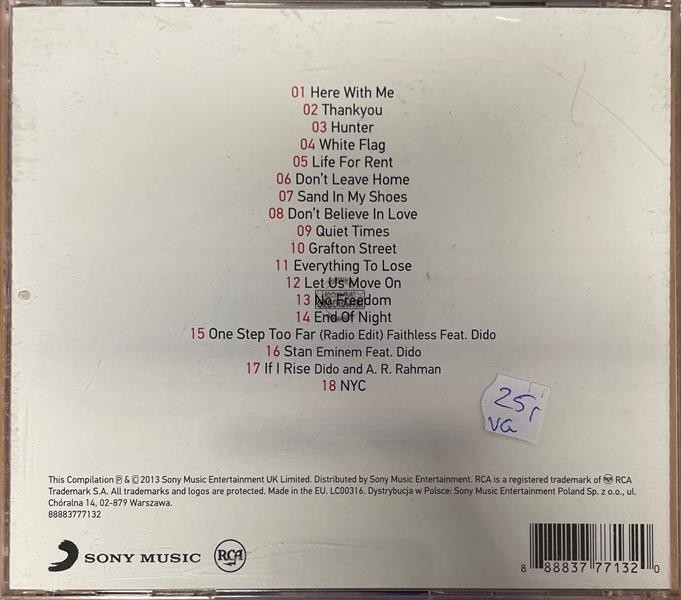 01 Here With Me
02 Thankyou
03 Hunter
04 White Flag
05 Life For Rent
06 Don't Leave Home
07 Sand In My Shoes
08 Don't Believe In Love
09 Quiet Times
10 Grafton Street
11 Everything To Lose
12 Let Us Move On
13 No Freedom
14 End Of Night
15 One Step Too Far (Radio Edit) Faithless Feat. Dido
16 Stan Eminem Feat. Dido
17 If I Rise Dido and A. R. Rahman
18 NYC
25,-
VG
This Compilation ℗ & © 2013 Sony Music Entertainment UK Limited. Distributed by Sony Music Entertainment. RCA is a registered trademark of RCA
Trademark S.A. All trademarks and logos are protected. Made in the EU. LC00316. Dystrybucja w Polsce: Sony Music Entertainment Poland Sp. z o.o., ul.
Chóralna 14, 02-879 Warszawa.
88883777132
SONY MUSIC
RCA
8 88837 77132 0